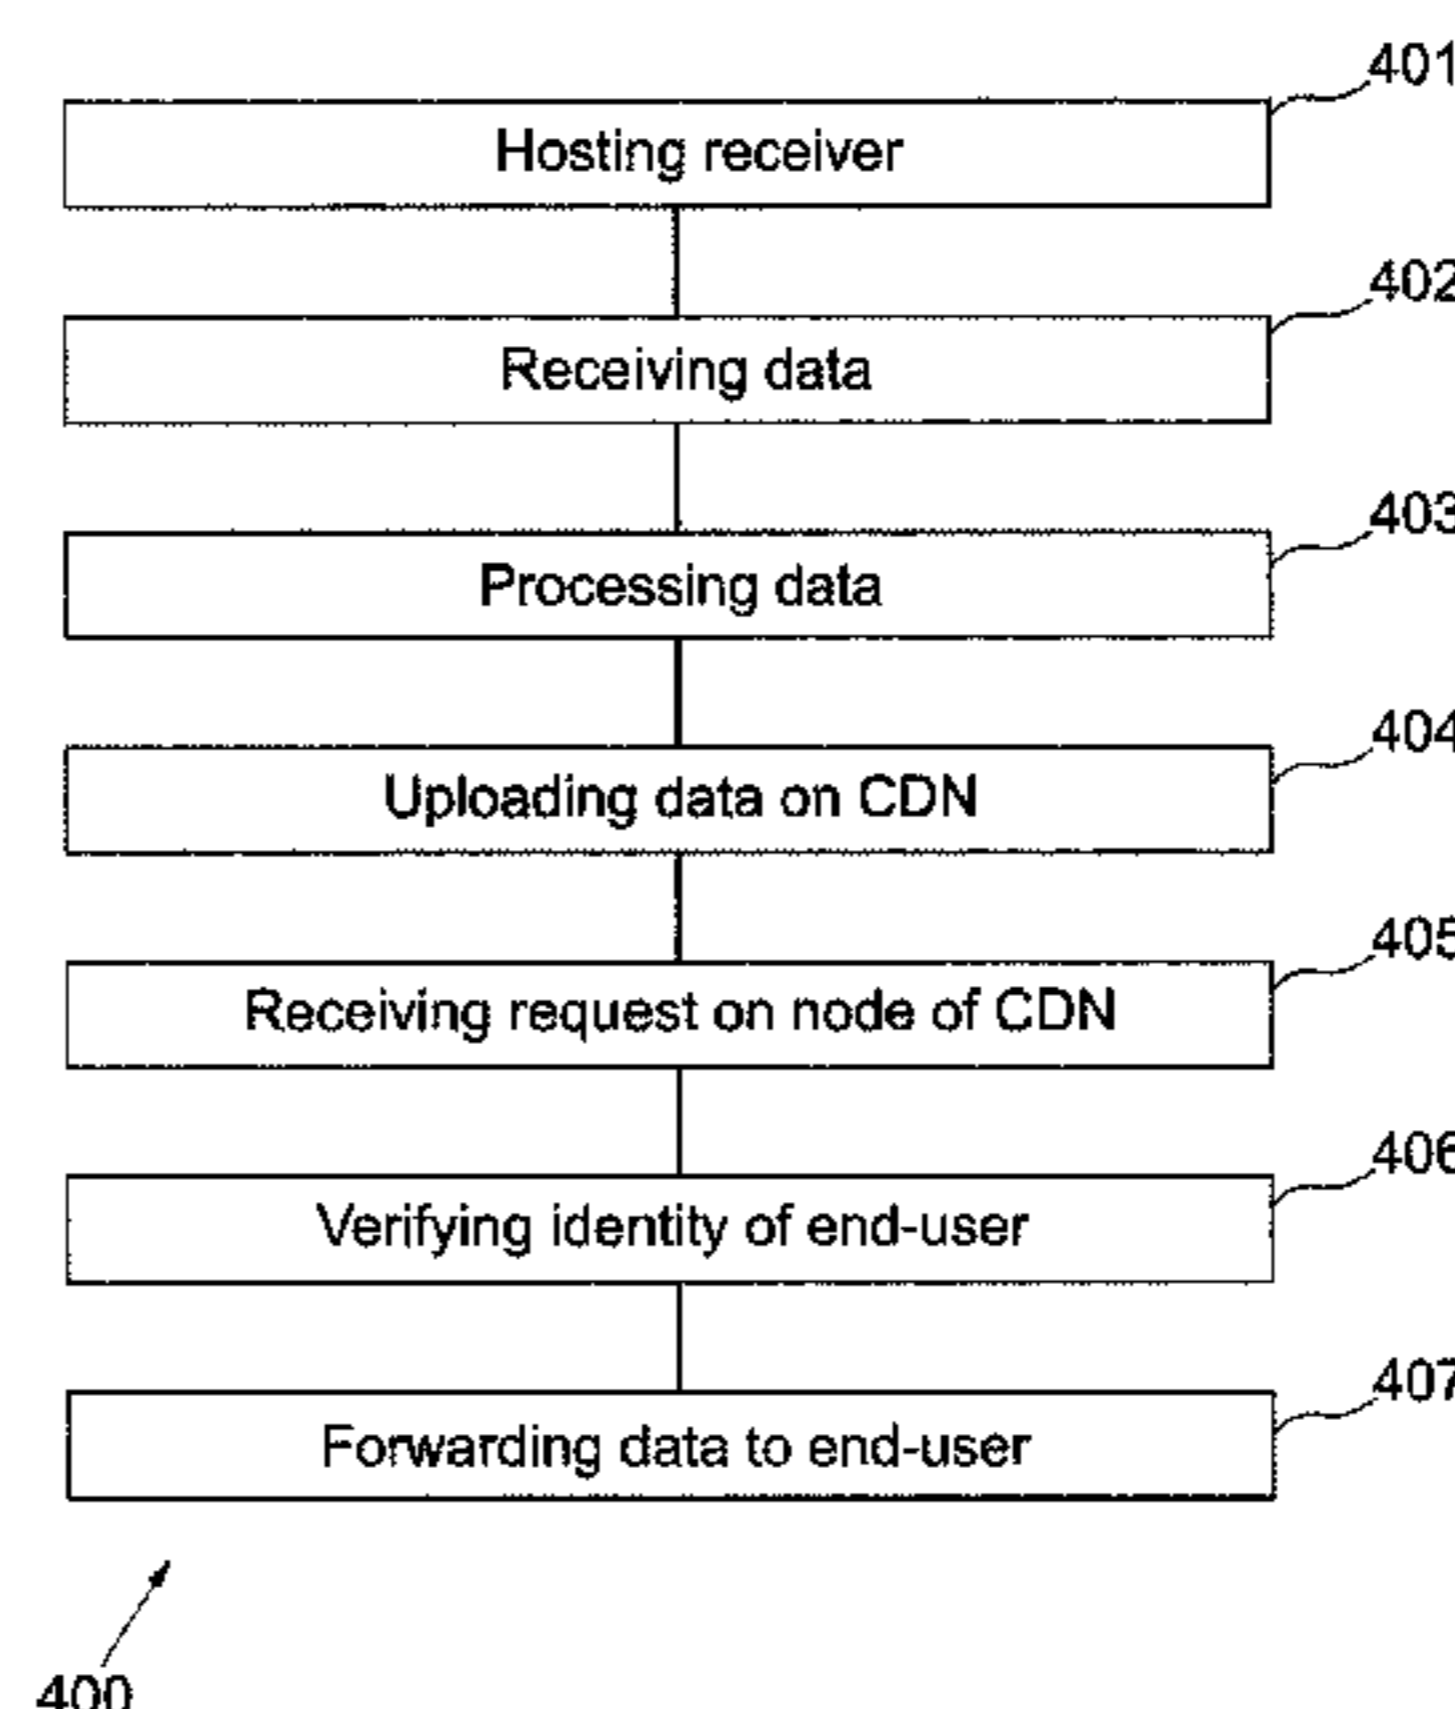 401
Hosting receiver
402
Receiving data
403
Processing data
404
Uploading data on CDN
405
Receiving request on node of CDN
406
Verifying identity of end-user
407
Forwarding data to end-user
400